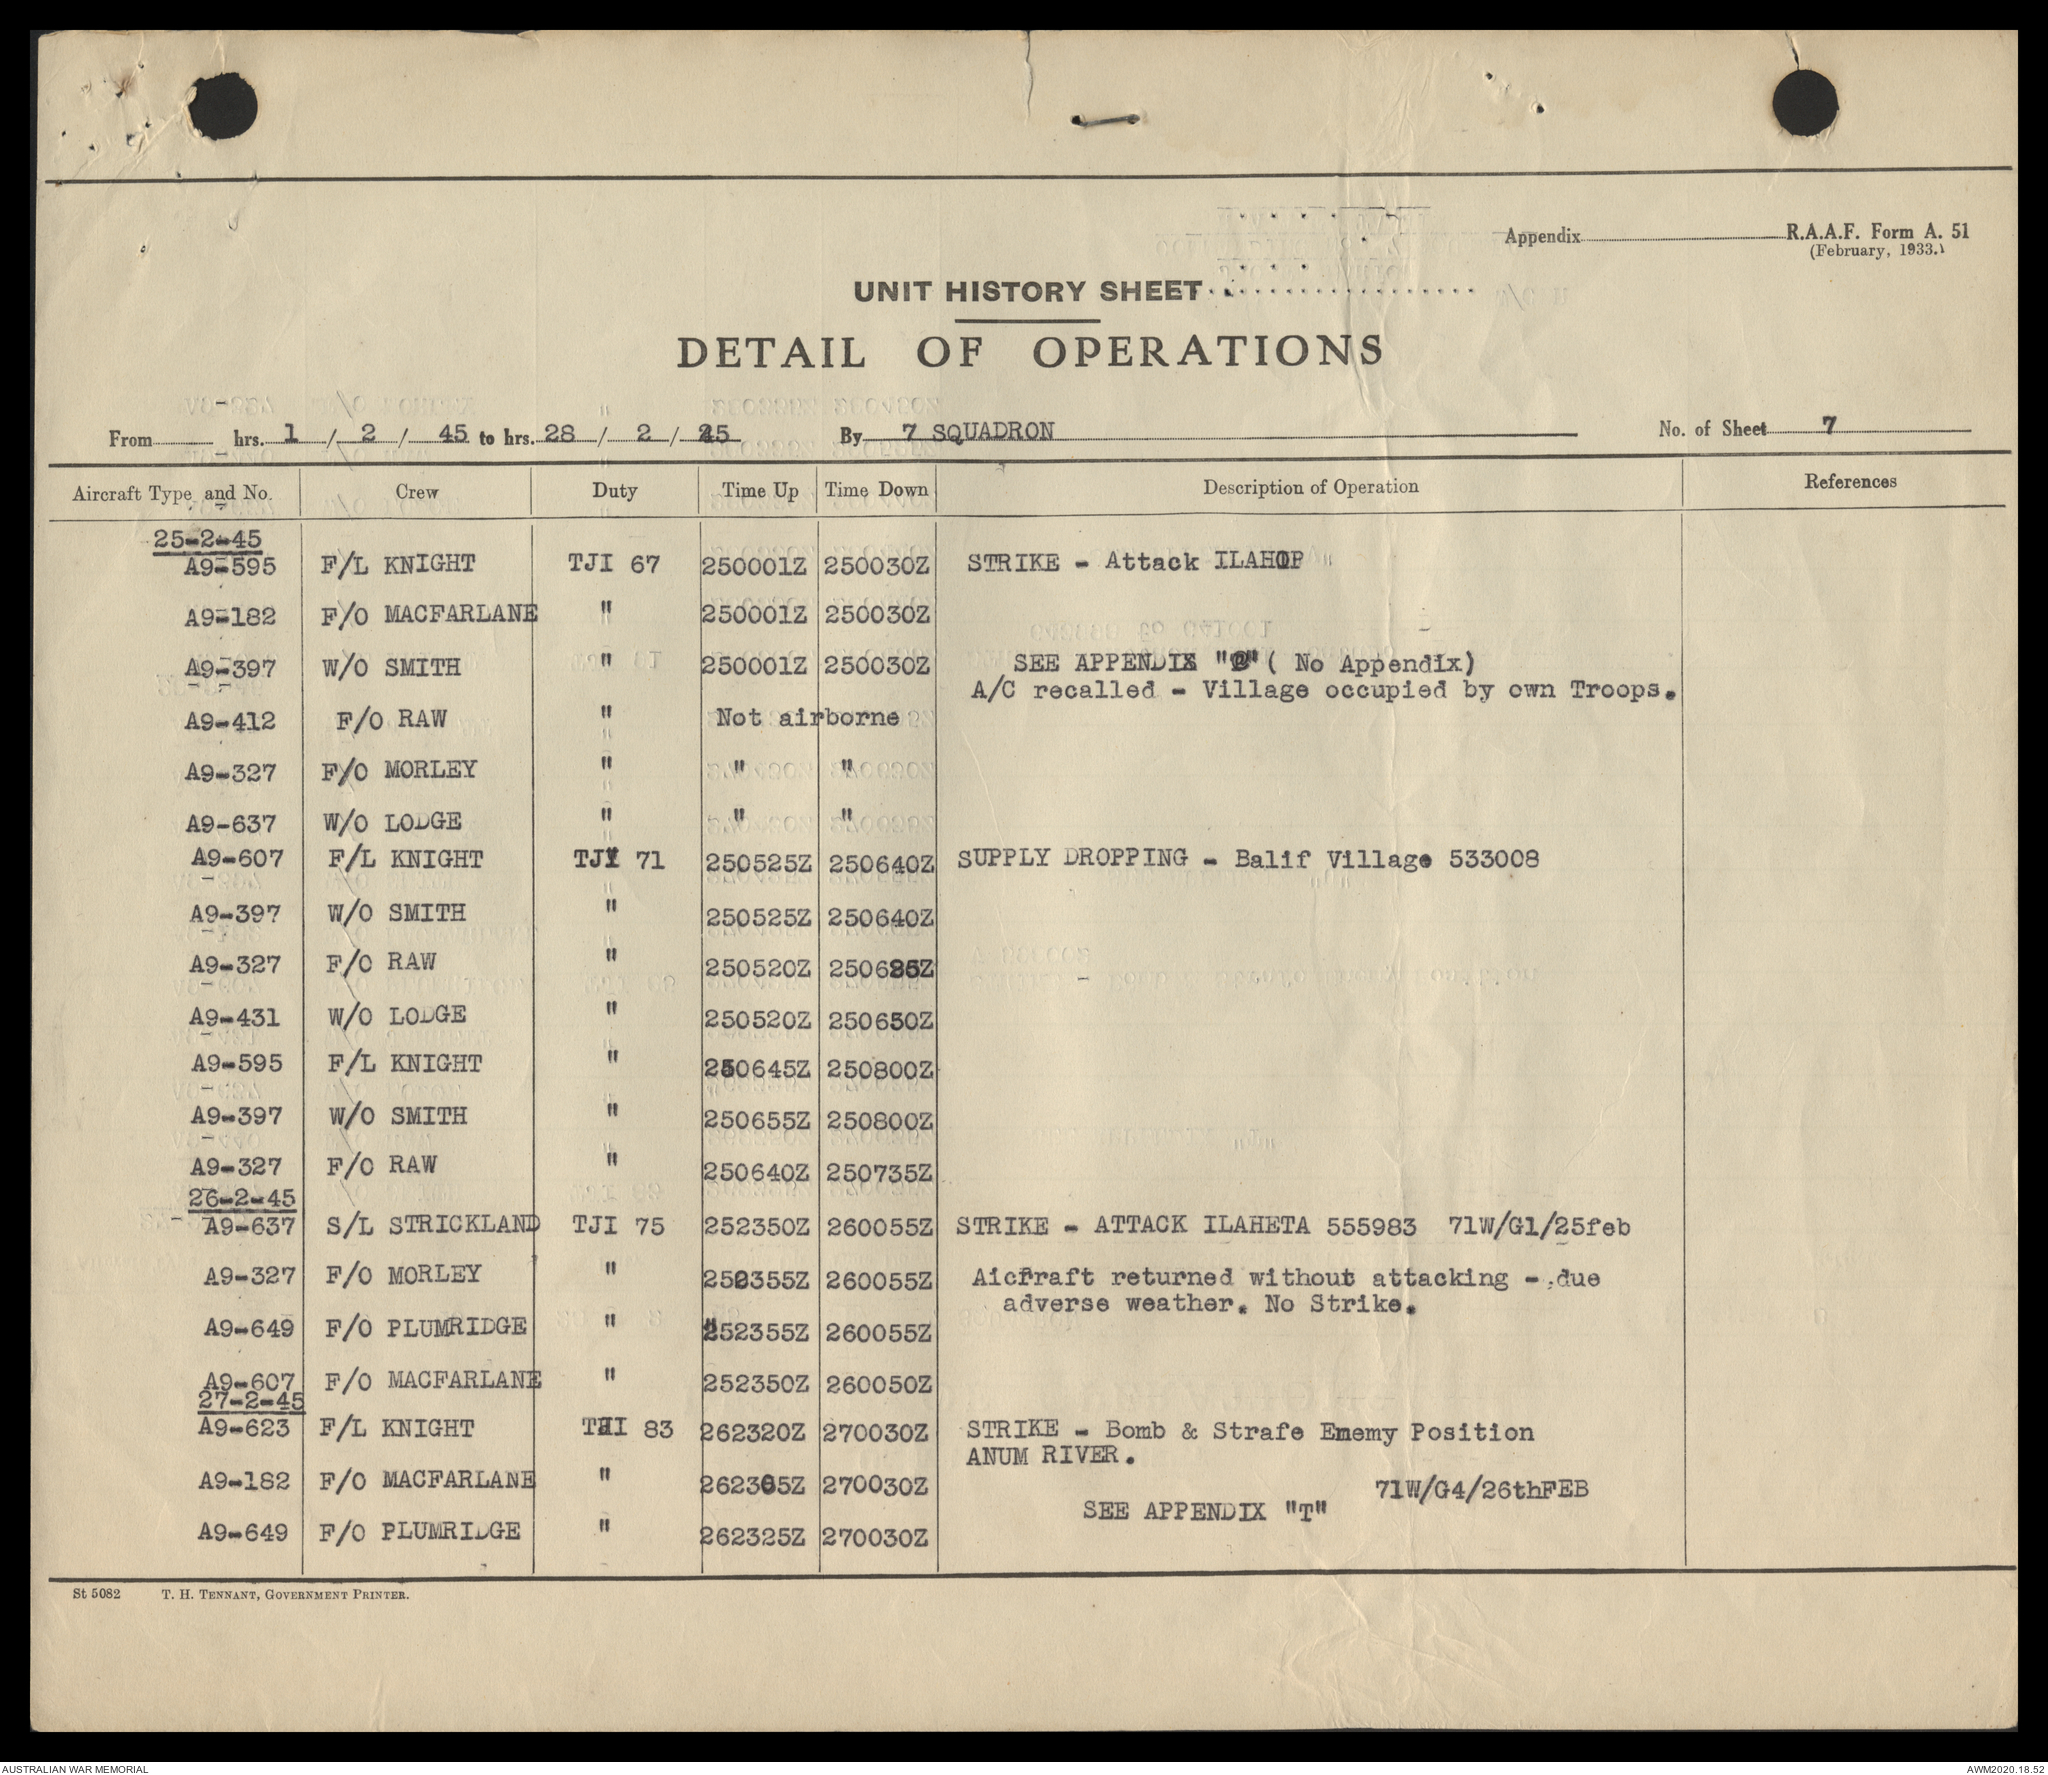 Appendix R.A.A.F. Form A. 51
(February, 1933.)
UNIT HISTORY SHEET
DETAIL OF OPERATIONS
From hrs. 1 / 2 / 45 to hrs. 28 / 2 / 45 By 7 SQUADRON No. of Sheet 7
Aircraft Type and No. Crew Duty Time Up Time Down Description of Operation References
25-2-45
A9-595 F/L KNIGHT TJI 67 250001Z 250030Z STRIKE - Attack ILAHOP
A9-182 F/O MACFARLANE " 250001Z 250030Z
A9-397 W/O SMITH " 250001Z 250030Z SEE APPENDIX ( No Appendix)
A/C recalled - Village occupied by own Troops.
A9-412 F/O RAW " Not airborne
A9-327 F/O MORLEY " " "
A9-637 W/O LODGE " " "
A9-607 F/L KNIGHT TJI 71 250525Z 250640Z SUPPLY DROPPING - Balif Village 533008
A9-397 W/O SMITH " 250525Z 250640Z
A9-327 F/O RAW " 250520Z
A9-431 W/O LODGE " 250520Z 250650Z
A9-595 F/L KNIGHT " 250645Z 250800Z
A9-397 W/O SMITH " 250655Z 250800Z
A9-327 F/O RAW " 250640Z 250735Z
26-2-45
A9-637 S/L STRICKLAND TJI 75 252350Z 260055Z STRIKE - ATTACK ILAHETA 555983 71W/G1/25feb
A9-327 F/O MORLEY " 252355Z 260055Z Aicfraft returned without attacking - due
adverse weather. No Strike.
A9-649 F/O PLUMRIDGE " 252355Z 260055Z
A9-607 F/O MACFARLANE " 252350Z 260050Z
27-2-45
A9-623 F/L KNIGHT TJI 83 262320Z 270030Z STRIKE - Bomb & Strafe Enemy Position
ANUM RIVER.
A9-182 F/O MACFARLANE " 270030Z 71W/G4/26thFEB
SEE APPENDIX "T"
A9-649 F/O PLUMRIDGE " 262325Z 270030Z
St 5082 T. H. TENNANT, GOVERNMENT PRINTER.
AUSTRALIAN WAR MEMORIAL AWM2020.18.52